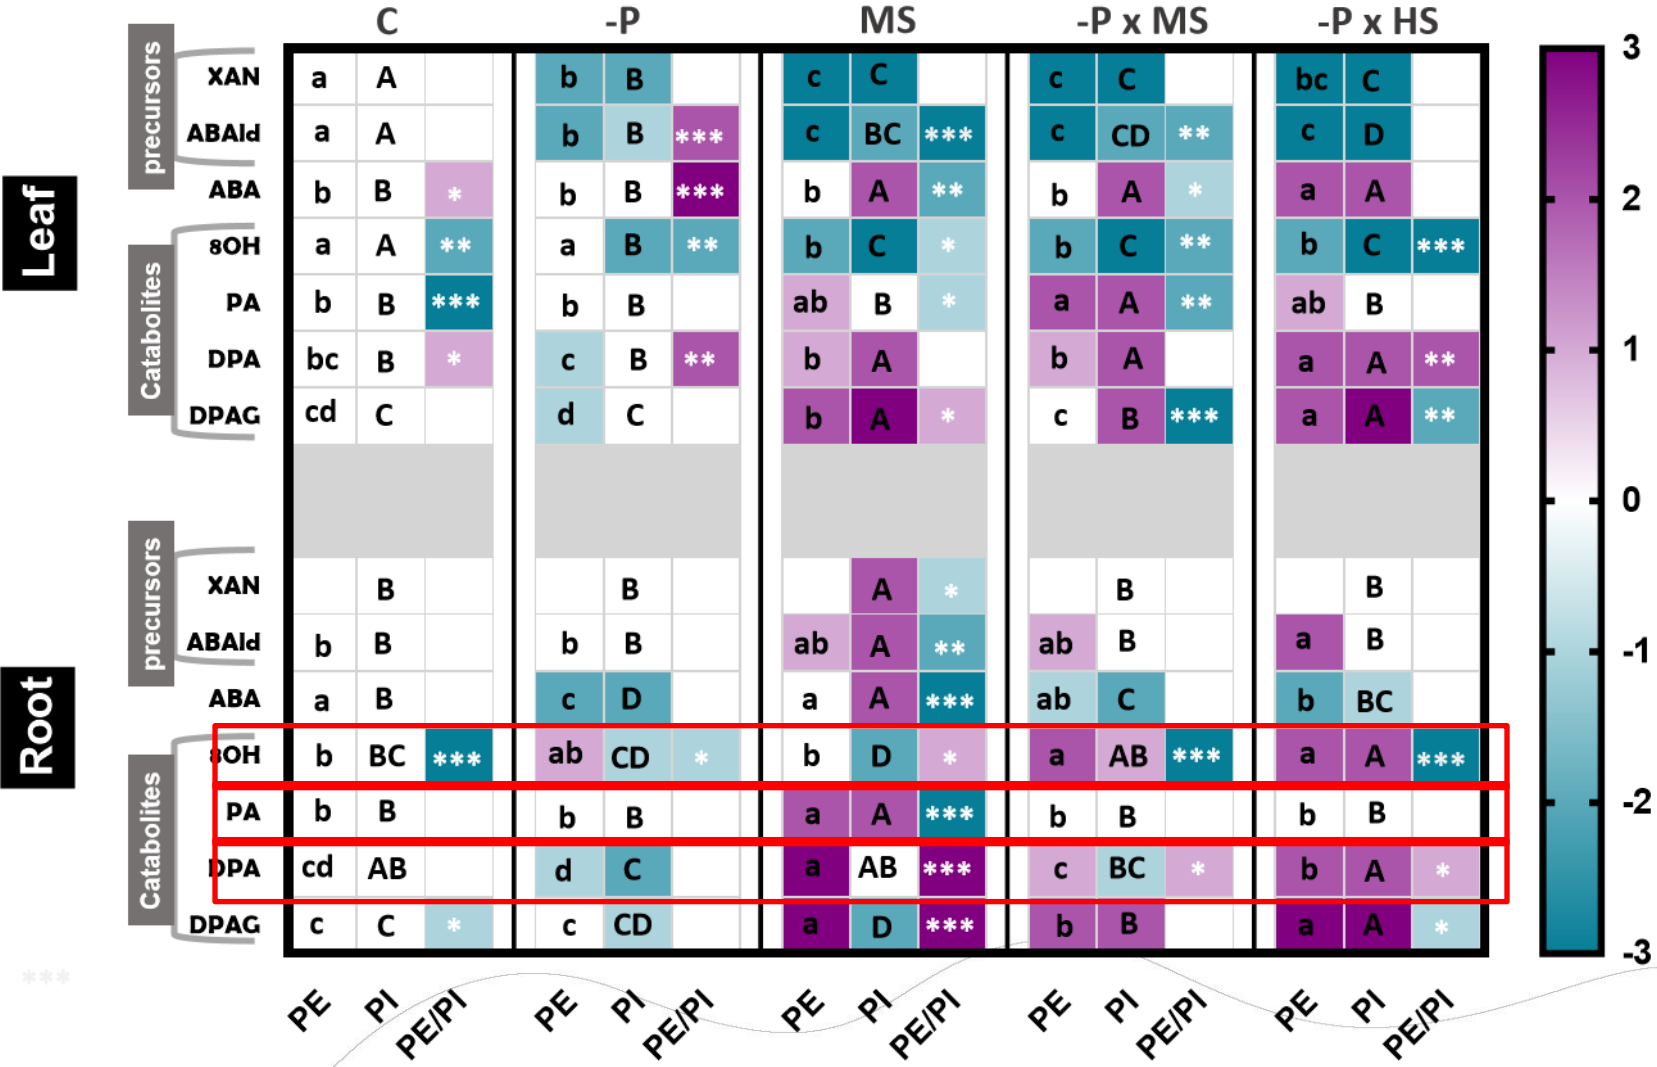 C -P MS -P x MS -P x HS
Leaf
precursors
Catabolites
XAN a A b B c C c C bc C
ABAld a A b B *** c BC *** c CD ** c D
ABA b B * b B *** b A ** b A * a A
8OH a A ** a B ** b C * b C ** b C ***
PA b B *** b B ab B * a A ** ab B
DPA bc B * c B ** b A b A a A **
DPAG cd C d C b A * c B *** a A **
Root
precursors
Catabolites
XAN B B A * B B
ABAld b B b B ab A ** ab B a B
ABA a B c D a A *** ab C b BC
8OH b BC *** ab CD * b D * a AB *** a A ***
PA b B b B a A *** b B b B
DPA cd AB d C a AB *** c BC * b A *
DPAG c C * c CD a D *** b B a A *
***
PE PI PE/PI PE PI PE/PI PE PI PE/PI PE PI PE/PI PE PI PE/PI
3
2
1
0
-1
-2
-3